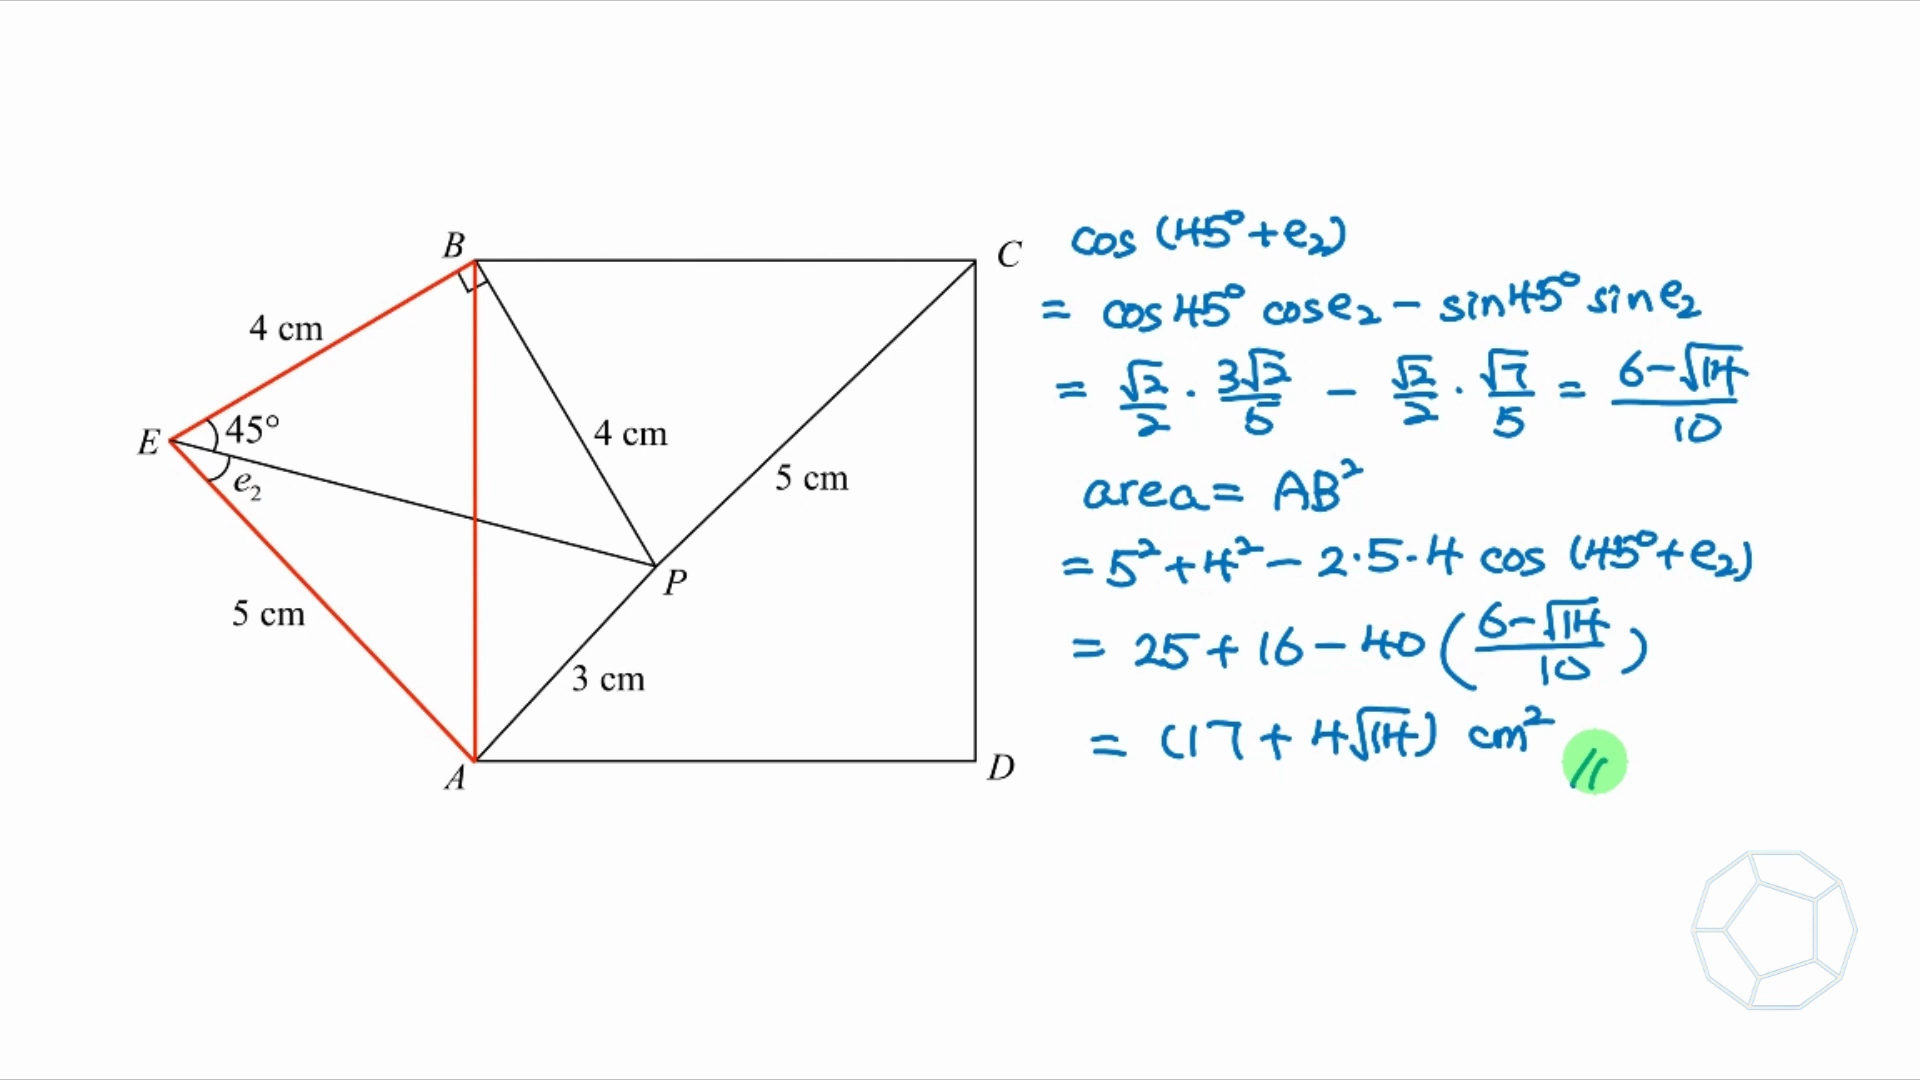 B
C
4 cm
E
45°
e₂
4 cm
5 cm
P
5 cm
3 cm
A
D
cos (45° + e₂)
= cos 45° cos e₂ − sin 45° sin e₂
= √2/2 · 3√2/5 − √2/2 · √7/5 = (6−√14)/10
area = AB²
= 5² + 4² − 2·5·4 cos (45° + e₂)
= 25 + 16 − 40 ((6−√14)/10)
= (17 + 4√14) cm² //